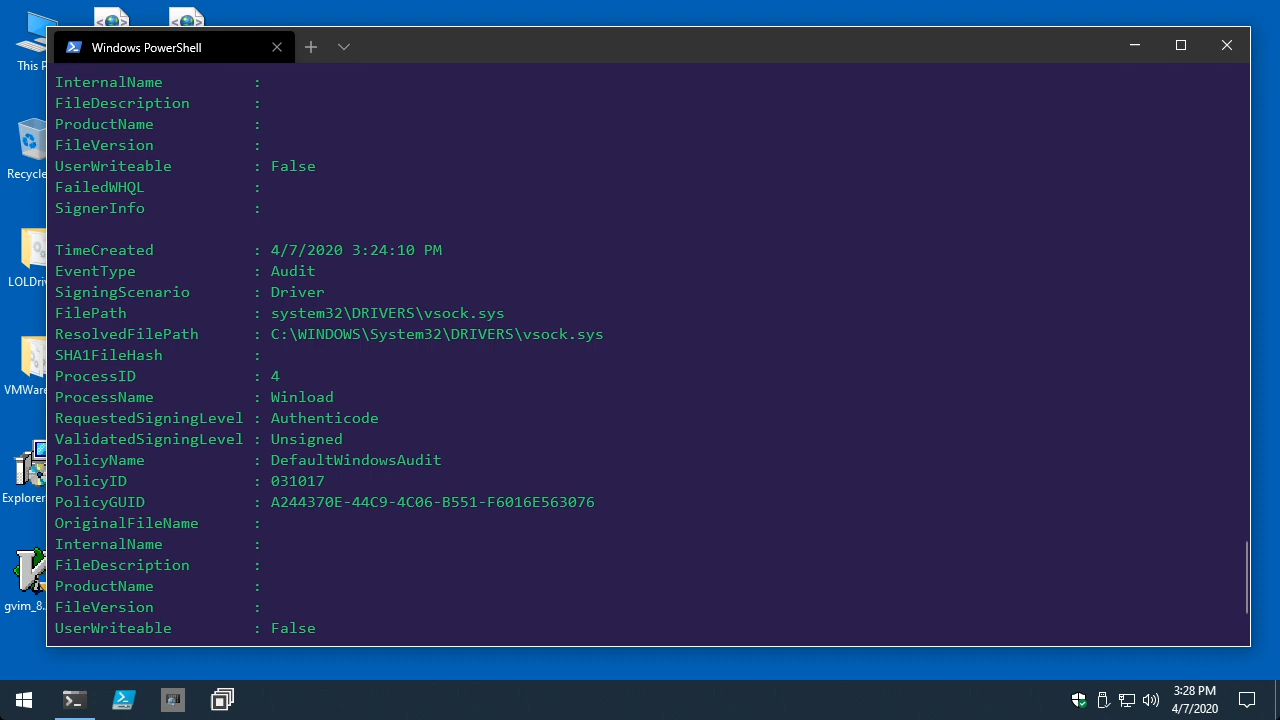 Windows PowerShell
This P
Recycle
LOLDriv
VMWare
Explorer
gvim_8.
InternalName          :
FileDescription       :
ProductName           :
FileVersion           :
UserWriteable         : False
FailedWHQL            :
SignerInfo            :
TimeCreated           : 4/7/2020 3:24:10 PM
EventType             : Audit
SigningScenario       : Driver
FilePath              : system32\DRIVERS\vsock.sys
ResolvedFilePath      : C:\WINDOWS\System32\DRIVERS\vsock.sys
SHA1FileHash          :
ProcessID             : 4
ProcessName           : Winload
RequestedSigningLevel : Authenticode
ValidatedSigningLevel : Unsigned
PolicyName            : DefaultWindowsAudit
PolicyID              : 031017
PolicyGUID            : A244370E-44C9-4C06-B551-F6016E563076
OriginalFileName      :
InternalName          :
FileDescription       :
ProductName           :
FileVersion           :
UserWriteable         : False
3:28 PM
4/7/2020